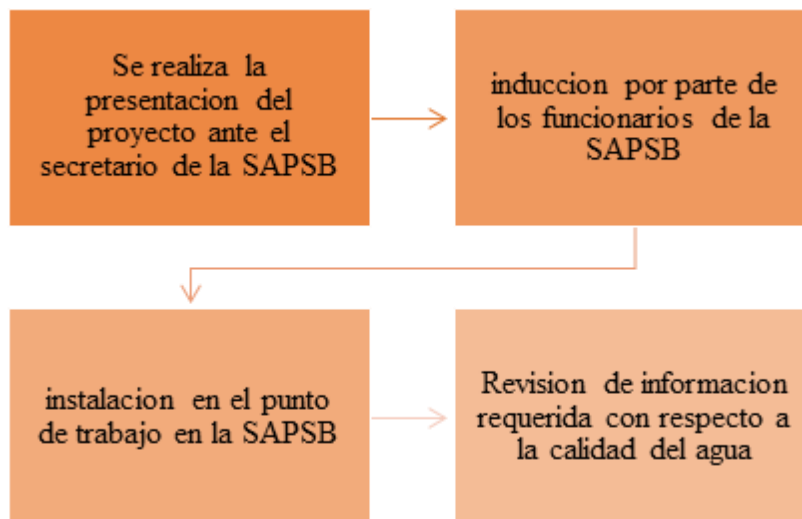 Se realiza la
presentacion del
proyecto ante el
secretario de la SAPSB
induccion por parte de
los funcionarios de la
SAPSB
instalacion en el punto
de trabajo en la SAPSB
Revision de informacion
requerida con respecto a
la calidad del agua